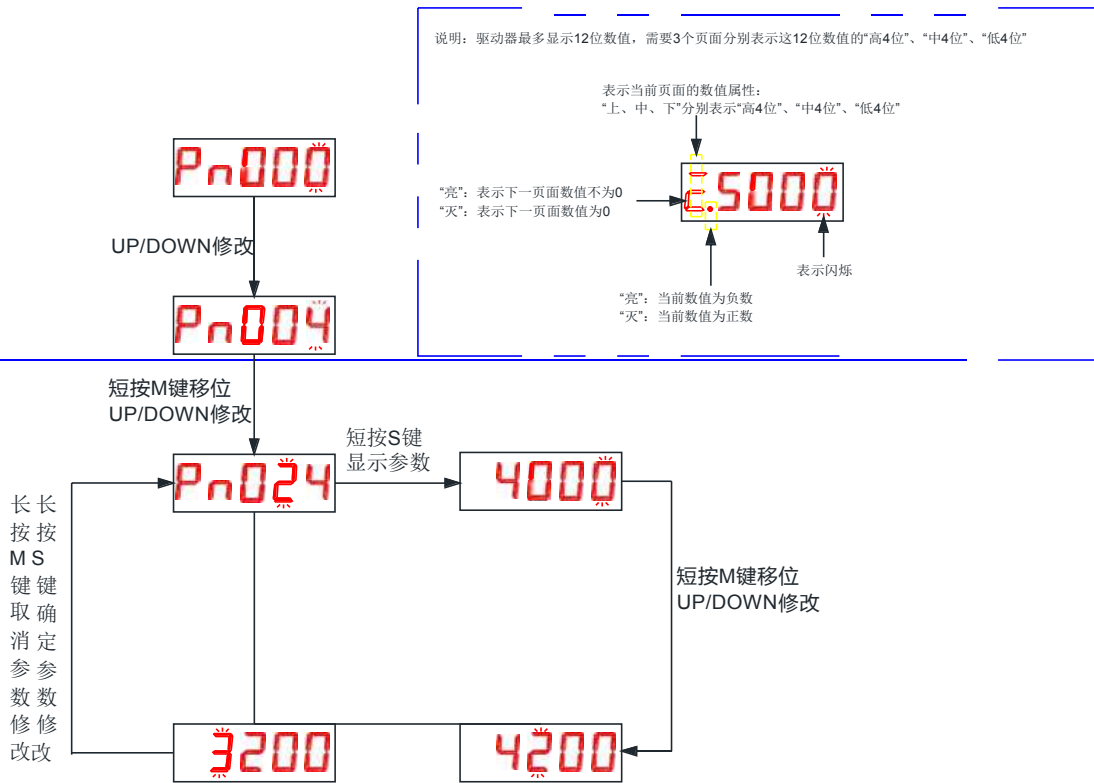 说明：驱动器最多显示12位数值，需要3个页面分别表示这12位数值的“高4位”、“中4位”、“低4位”
表示当前页面的数值属性：
“上、中、下”分别表示“高4位”、“中4位”、“低4位”
Pn000
5000
“亮”：表示下一页面数值不为0
“灭”：表示下一页面数值为0
表示闪烁
UP/DOWN修改
“亮”：当前数值为负数
“灭”：当前数值为正数
Pn004
短按M键移位
UP/DOWN修改
短按S键
显示参数
Pn024
4000
长按M键取消参数修改
长按S键确定参数修改
短按M键移位
UP/DOWN修改
3200
4200